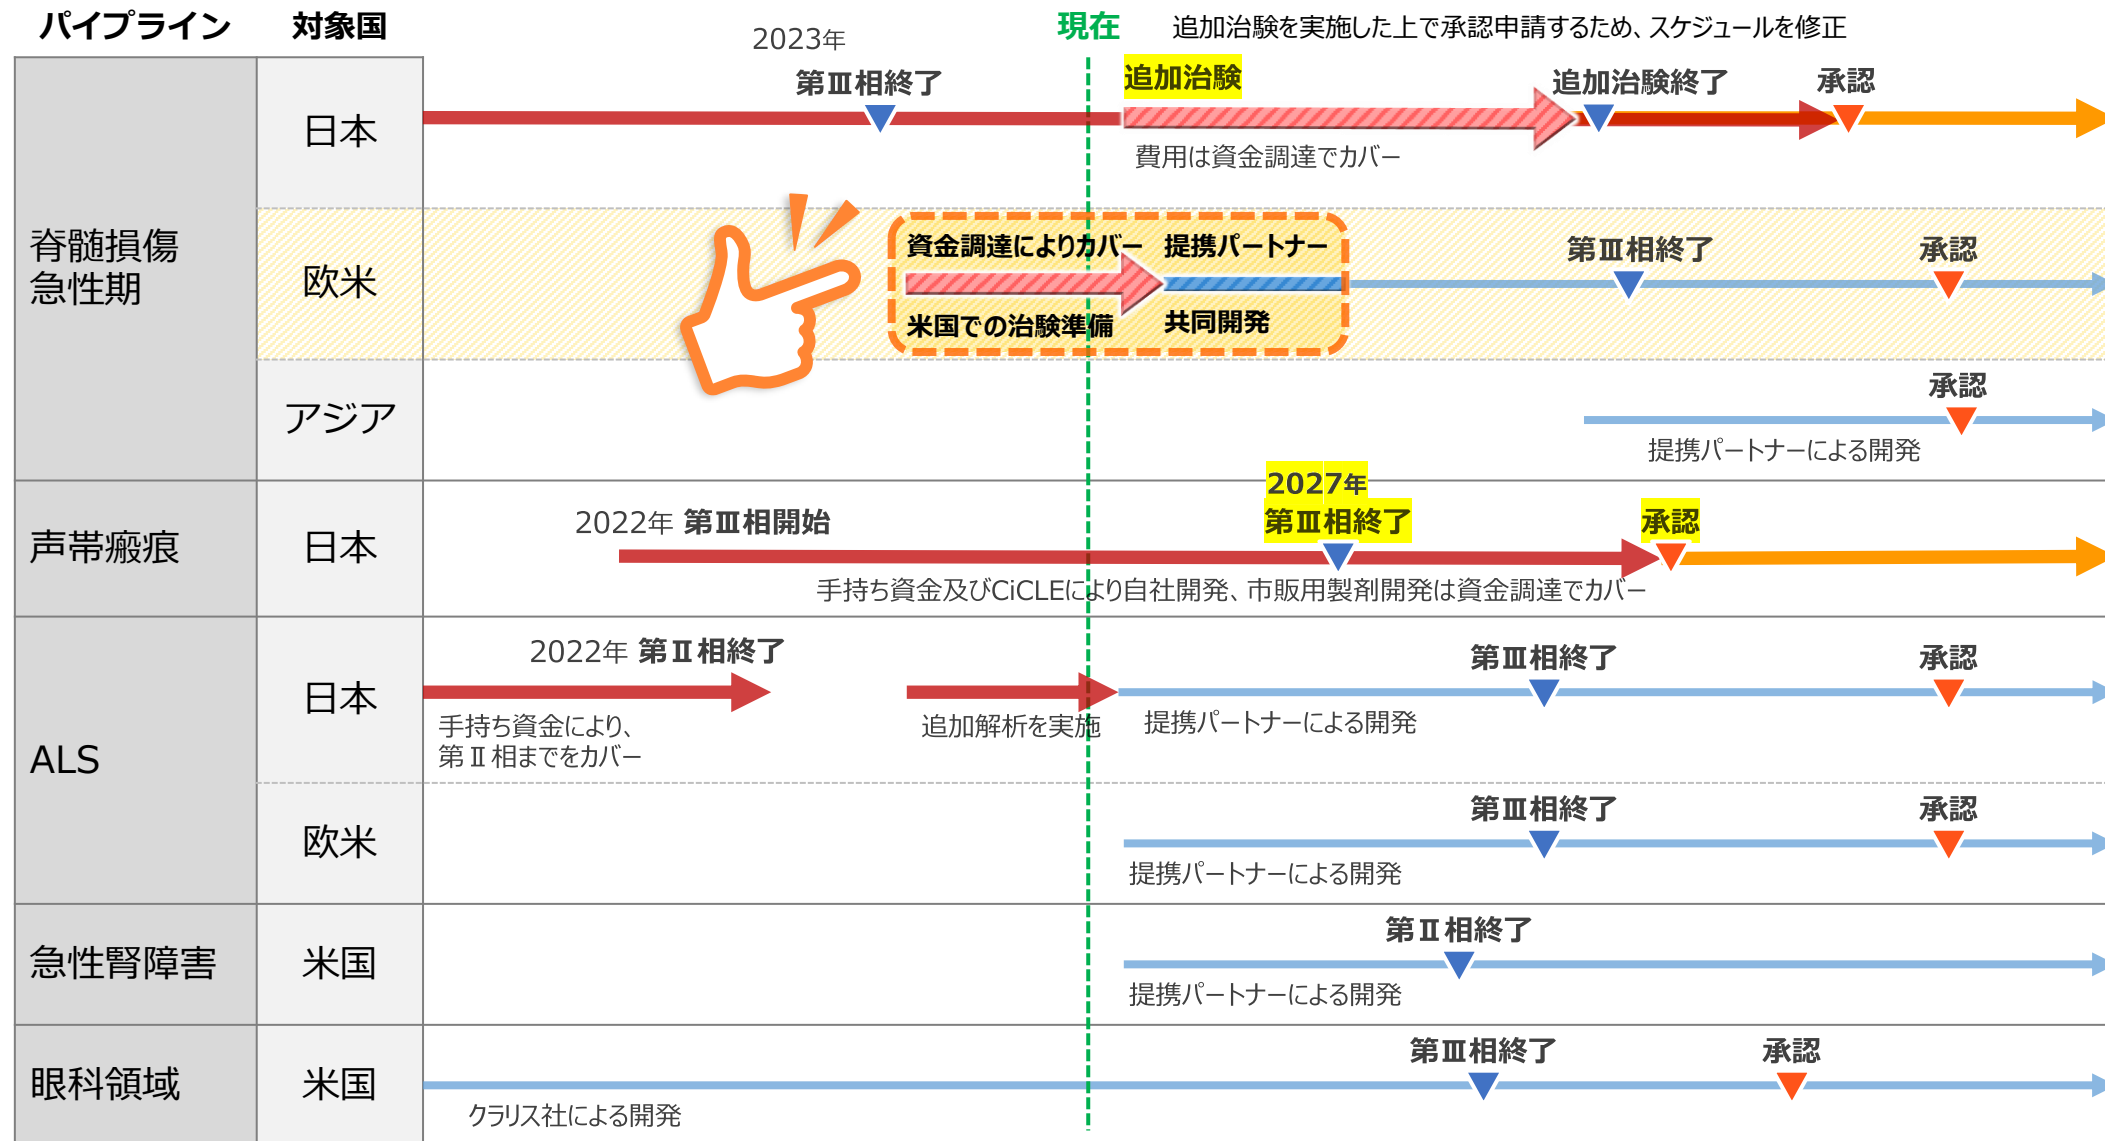 パイプライン 対象国 現在 追加治験を実施した上で承認申請するため、スケジュールを修正
2023年
第Ⅲ相終了 追加治験 追加治験終了 承認
日本
費用は資金調達でカバー
脊髄損傷
急性期
資金調達によりカバー 提携パートナー 第Ⅲ相終了 承認
欧米
米国での治験準備 共同開発
承認
アジア
提携パートナーによる開発
2027年
2022年 第Ⅲ相開始 第Ⅲ相終了 承認
声帯瘢痕 日本
手持ち資金及びCiCLEにより自社開発、市販用製剤開発は資金調達でカバー
2022年 第Ⅱ相終了 第Ⅲ相終了 承認
日本
手持ち資金により、
第Ⅱ相までをカバー
追加解析を実施 提携パートナーによる開発
ALS
第Ⅲ相終了 承認
欧米
提携パートナーによる開発
第Ⅱ相終了
急性腎障害 米国
提携パートナーによる開発
第Ⅲ相終了 承認
眼科領域 米国
クラリス社による開発